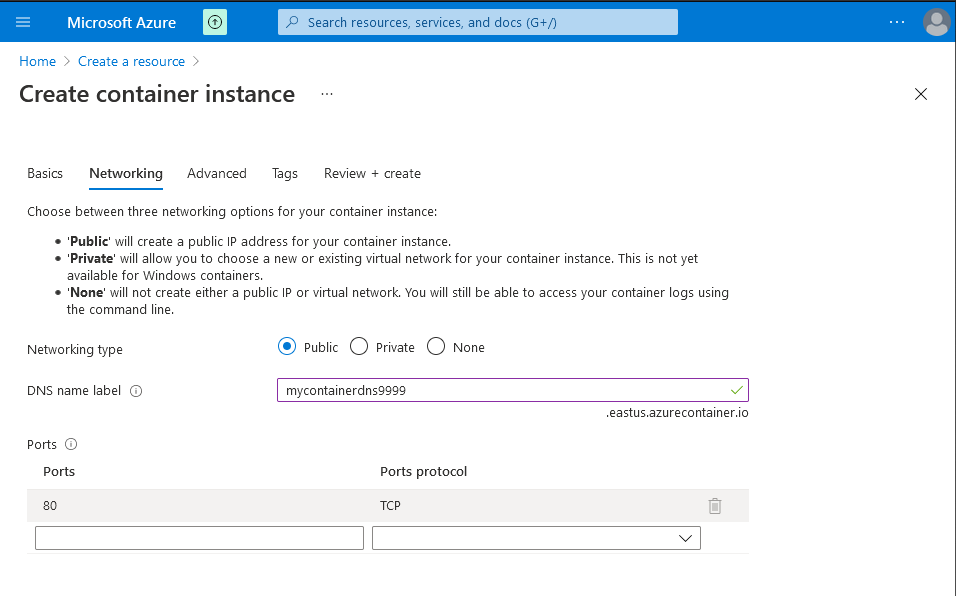 Microsoft Azure
Search resources, services, and docs (G+/)
Home > Create a resource >
Create container instance ...
Basics Networking Advanced Tags Review + create
Choose between three networking options for your container instance:
• 'Public' will create a public IP address for your container instance.
• 'Private' will allow you to choose a new or existing virtual network for your container instance. This is not yet
available for Windows containers.
• 'None' will not create either a public IP or virtual network. You will still be able to access your container logs using
the command line.
Networking type Public Private None
DNS name label mycontainerdns9999
.eastus.azurecontainer.io
Ports
Ports Ports protocol
80 TCP